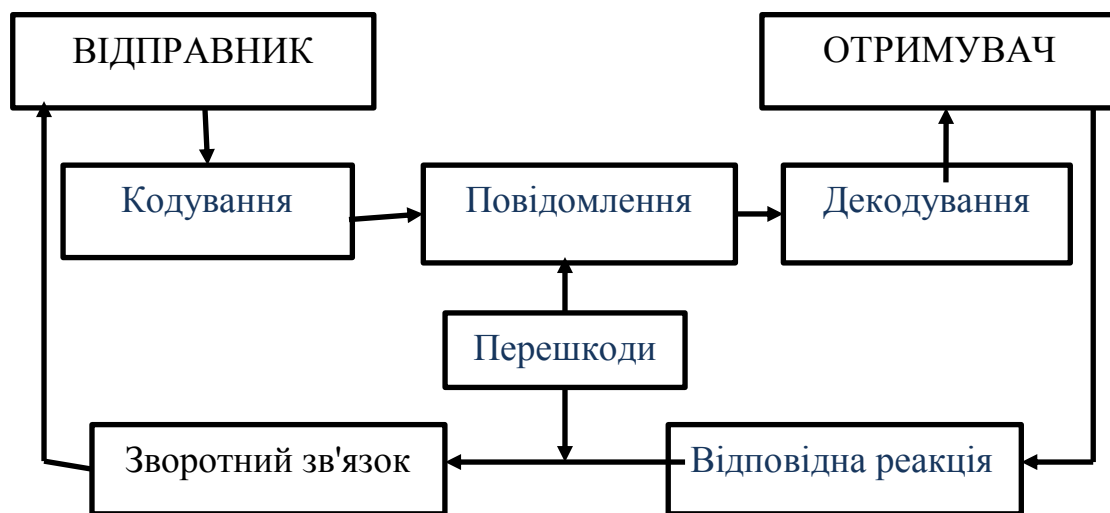 ВІДПРАВНИК
ОТРИМУВАЧ
Кодування
Повідомлення
Декодування
Перешкоди
Зворотний зв'язок
Відповідна реакція